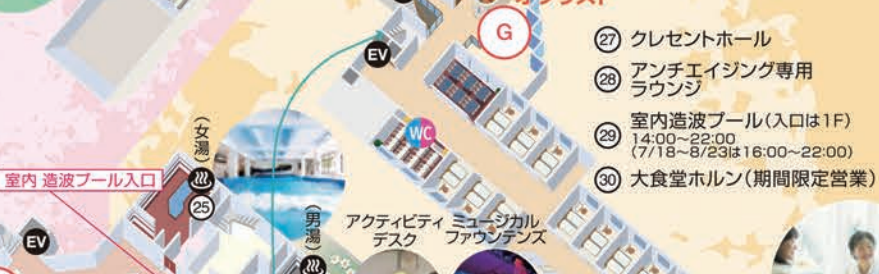 オアシスト
G
㉗ クレセントホール
㉘ アンチエイジング専用
ラウンジ
㉙ 室内造波プール(入口は1F)
14:00~22:00
(7/18~8/23は16:00~22:00)
㉚ 大食堂ホルン(期間限定営業)
EV
WC
(女湯)
㉕
室内 造波プール入口
EV
(男湯)
アクティビティ
デスク
ミュージカル
ファウンテンズ